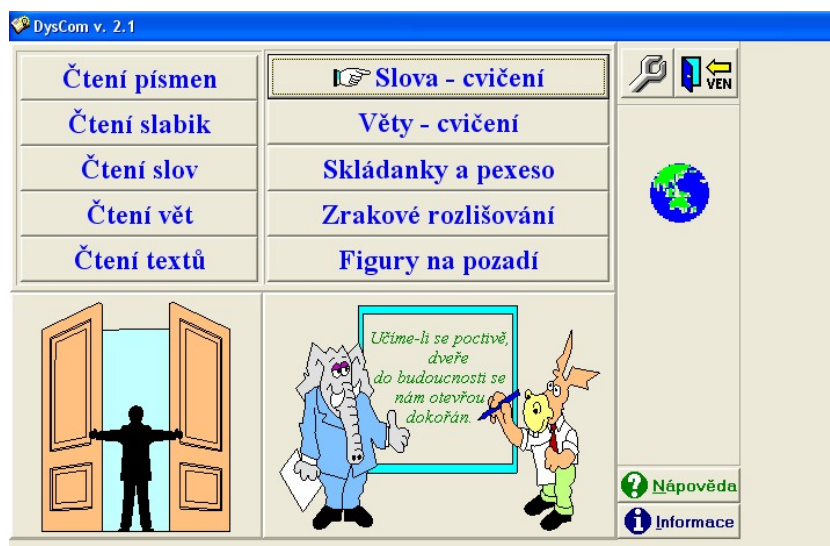 DysCom v. 2.1
Čtení písmen
Čtení slabik
Čtení slov
Čtení vět
Čtení textů
Slova - cvičení
Věty - cvičení
Skládanky a pexeso
Zrakové rozlišování
Figury na pozadí
VEN
Učíme-li se poctivě,
dveře
do budoucnosti se
nám otevřou
dokořán.
Nápověda
Informace